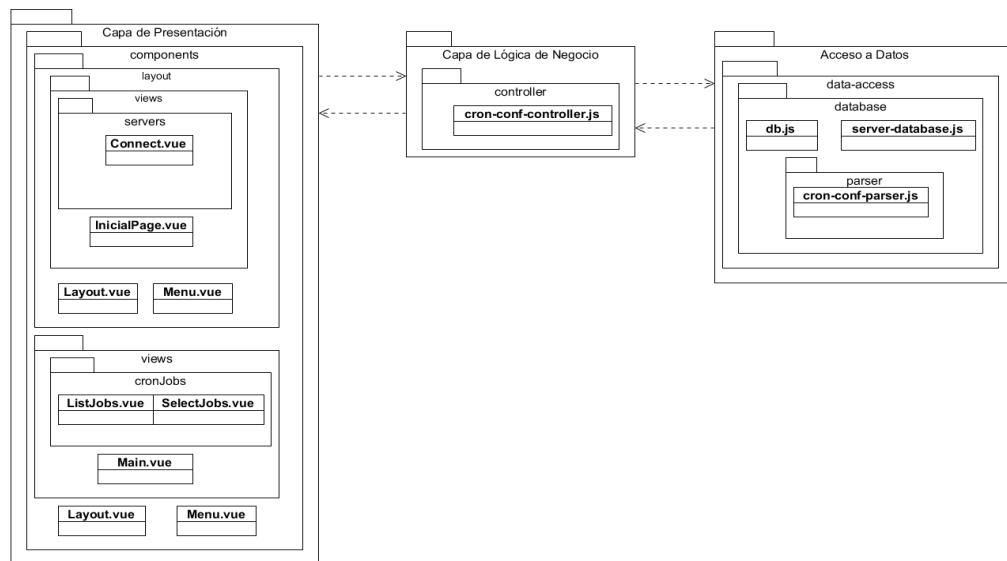 Capa de Presentación
components
layout
views
servers
Connect.vue
InicialPage.vue
Layout.vue
Menu.vue
views
cronJobs
ListJobs.vue
SelectJobs.vue
Main.vue
Layout.vue
Menu.vue
Capa de Lógica de Negocio
controller
cron-conf-controller.js
Acceso a Datos
data-access
database
db.js
server-database.js
parser
cron-conf-parser.js